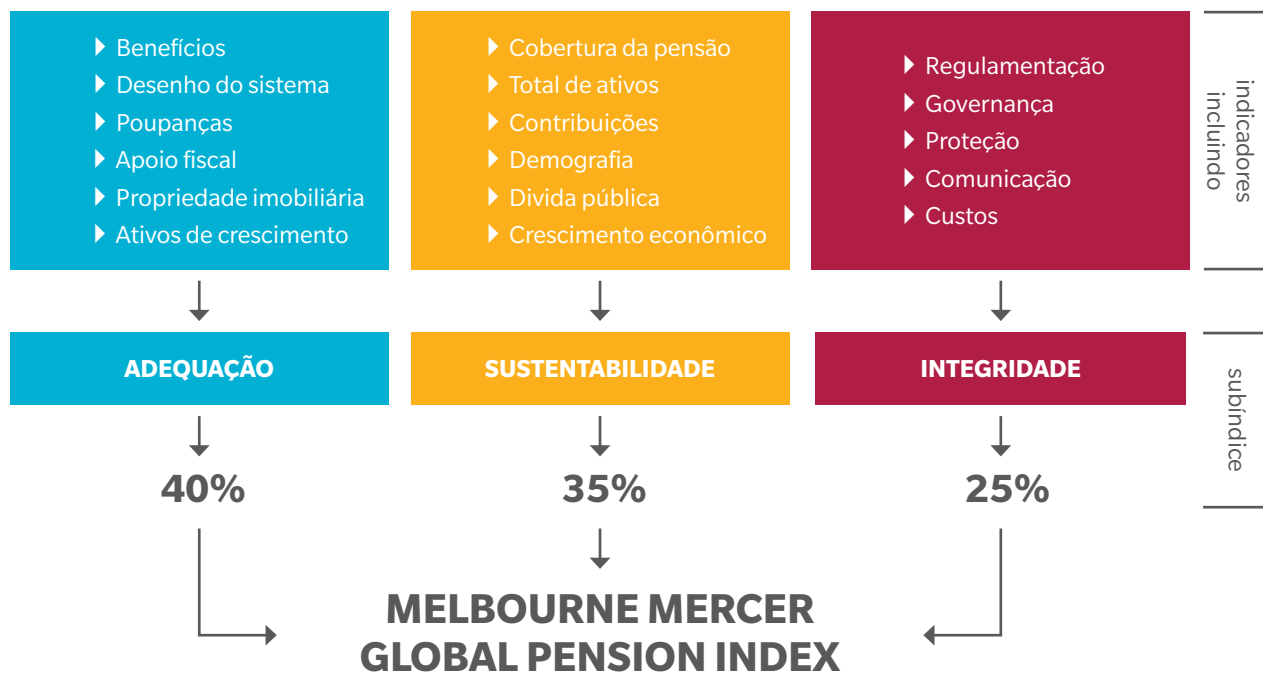 Benefícios
Desenho do sistema
Poupanças
Apoio fiscal
Propriedade imobiliária
Ativos de crescimento
Cobertura da pensão
Total de ativos
Contribuições
Demografia
Divida pública
Crescimento econômico
Regulamentação
Governança
Proteção
Comunicação
Custos
indicadores
incluindo
ADEQUAÇÃO
SUSTENTABILIDADE
INTEGRIDADE
subíndice
40%
35%
25%
MELBOURNE MERCER
GLOBAL PENSION INDEX